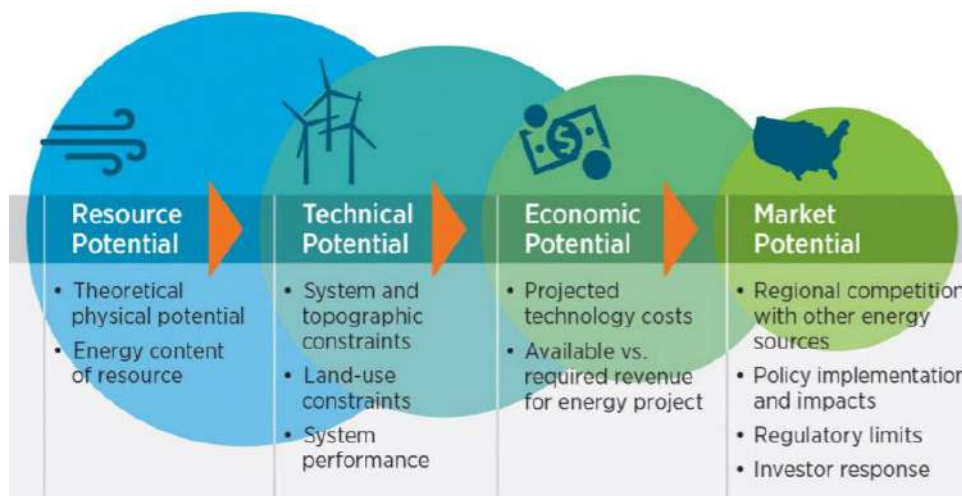 Resource
Potential
• Theoretical
physical potential
• Energy content
of resource
Technical
Potential
• System and
topographic
constraints
• Land-use
constraints
• System
performance
$
Economic
Potential
• Projected
technology costs
• Available vs.
required revenue
for energy project
Market
Potential
• Regional competition
with other energy
sources
• Policy implementation
and impacts
• Regulatory limits
• Investor response